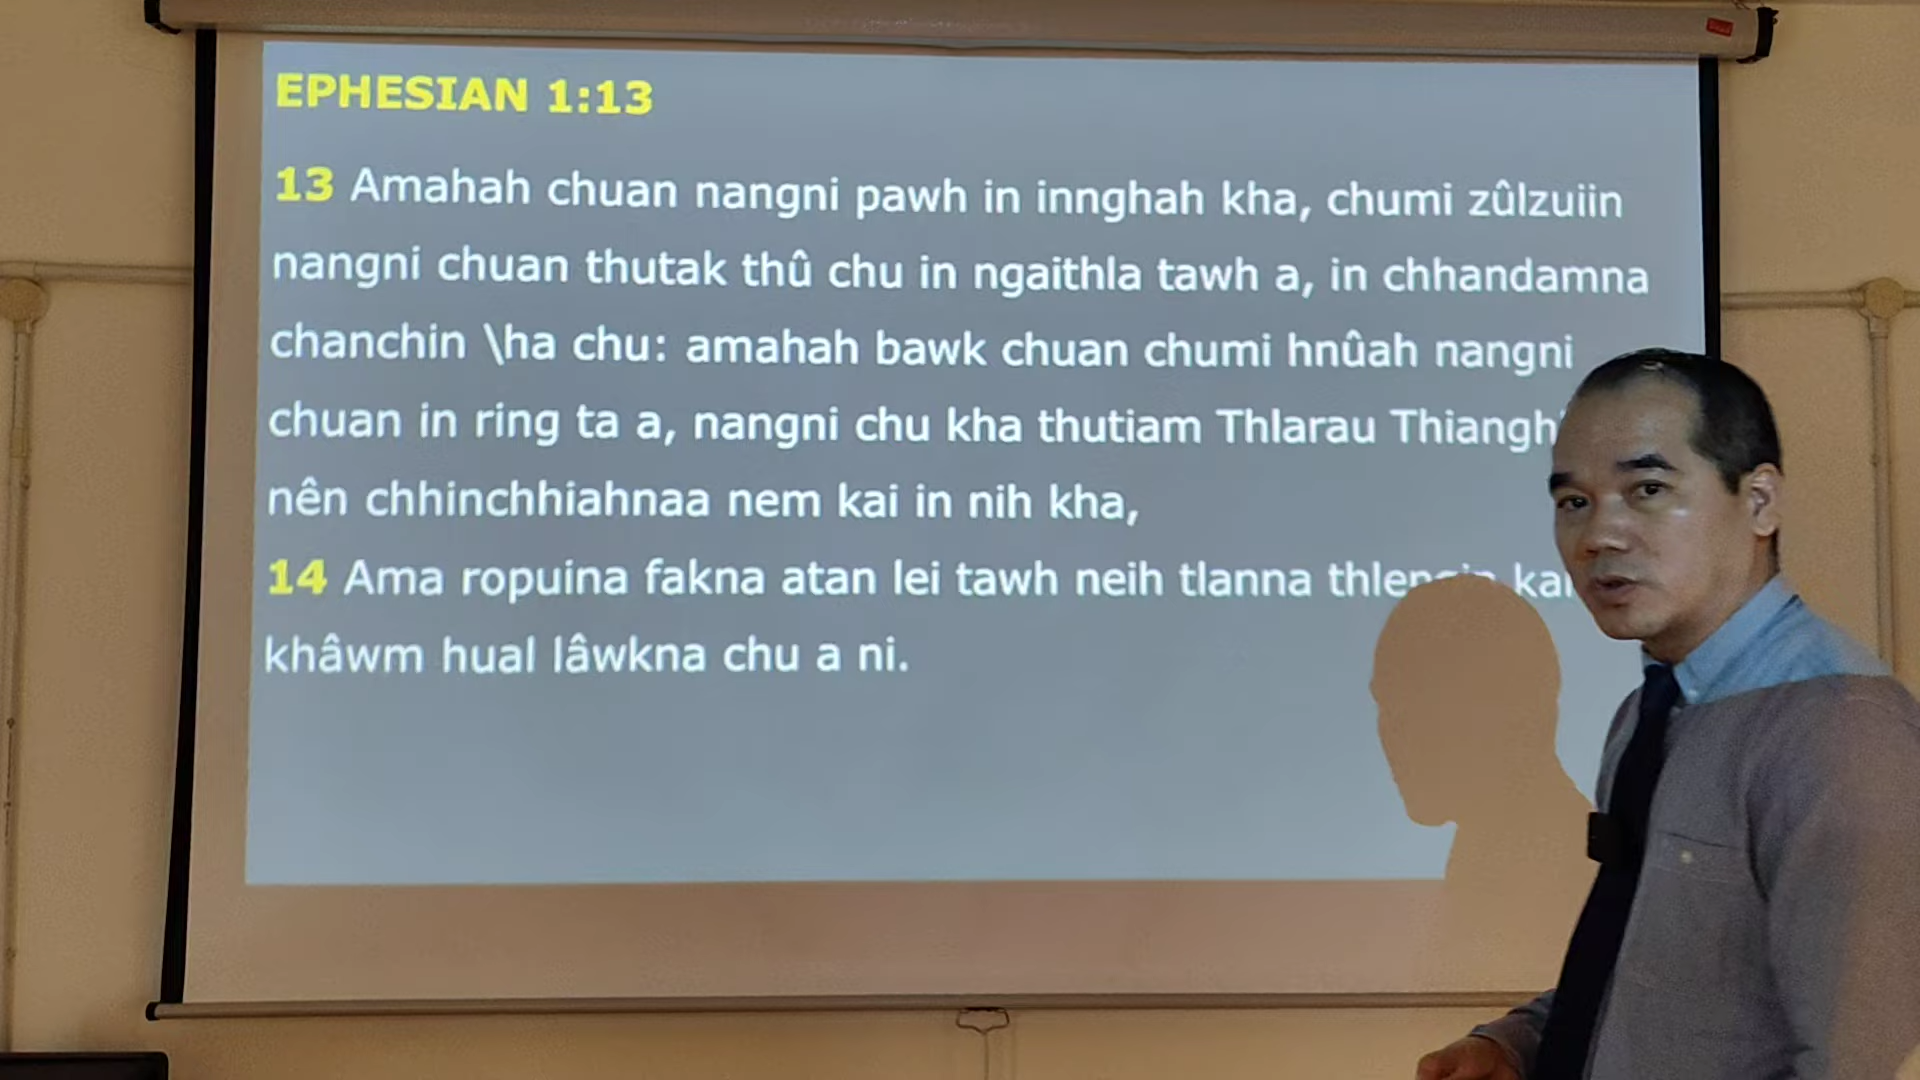 EPHESIAN 1:13
13 Amahah chuan nangni pawh in innghah kha, chumi zûlzuiin
nangni chuan thutak thû chu in ngaithla tawh a, in chhandamna
chanchin \ha chu: amahah bawk chuan chumi hnûah nangni
chuan in ring ta a, nangni chu kha thutiam Thlarau
nên chhinchhiahnaa nem kai in nih kha,
14 Ama ropuina fakna atan lei tawh neih tlanna
khâwm hual lâwkna chu a ni.